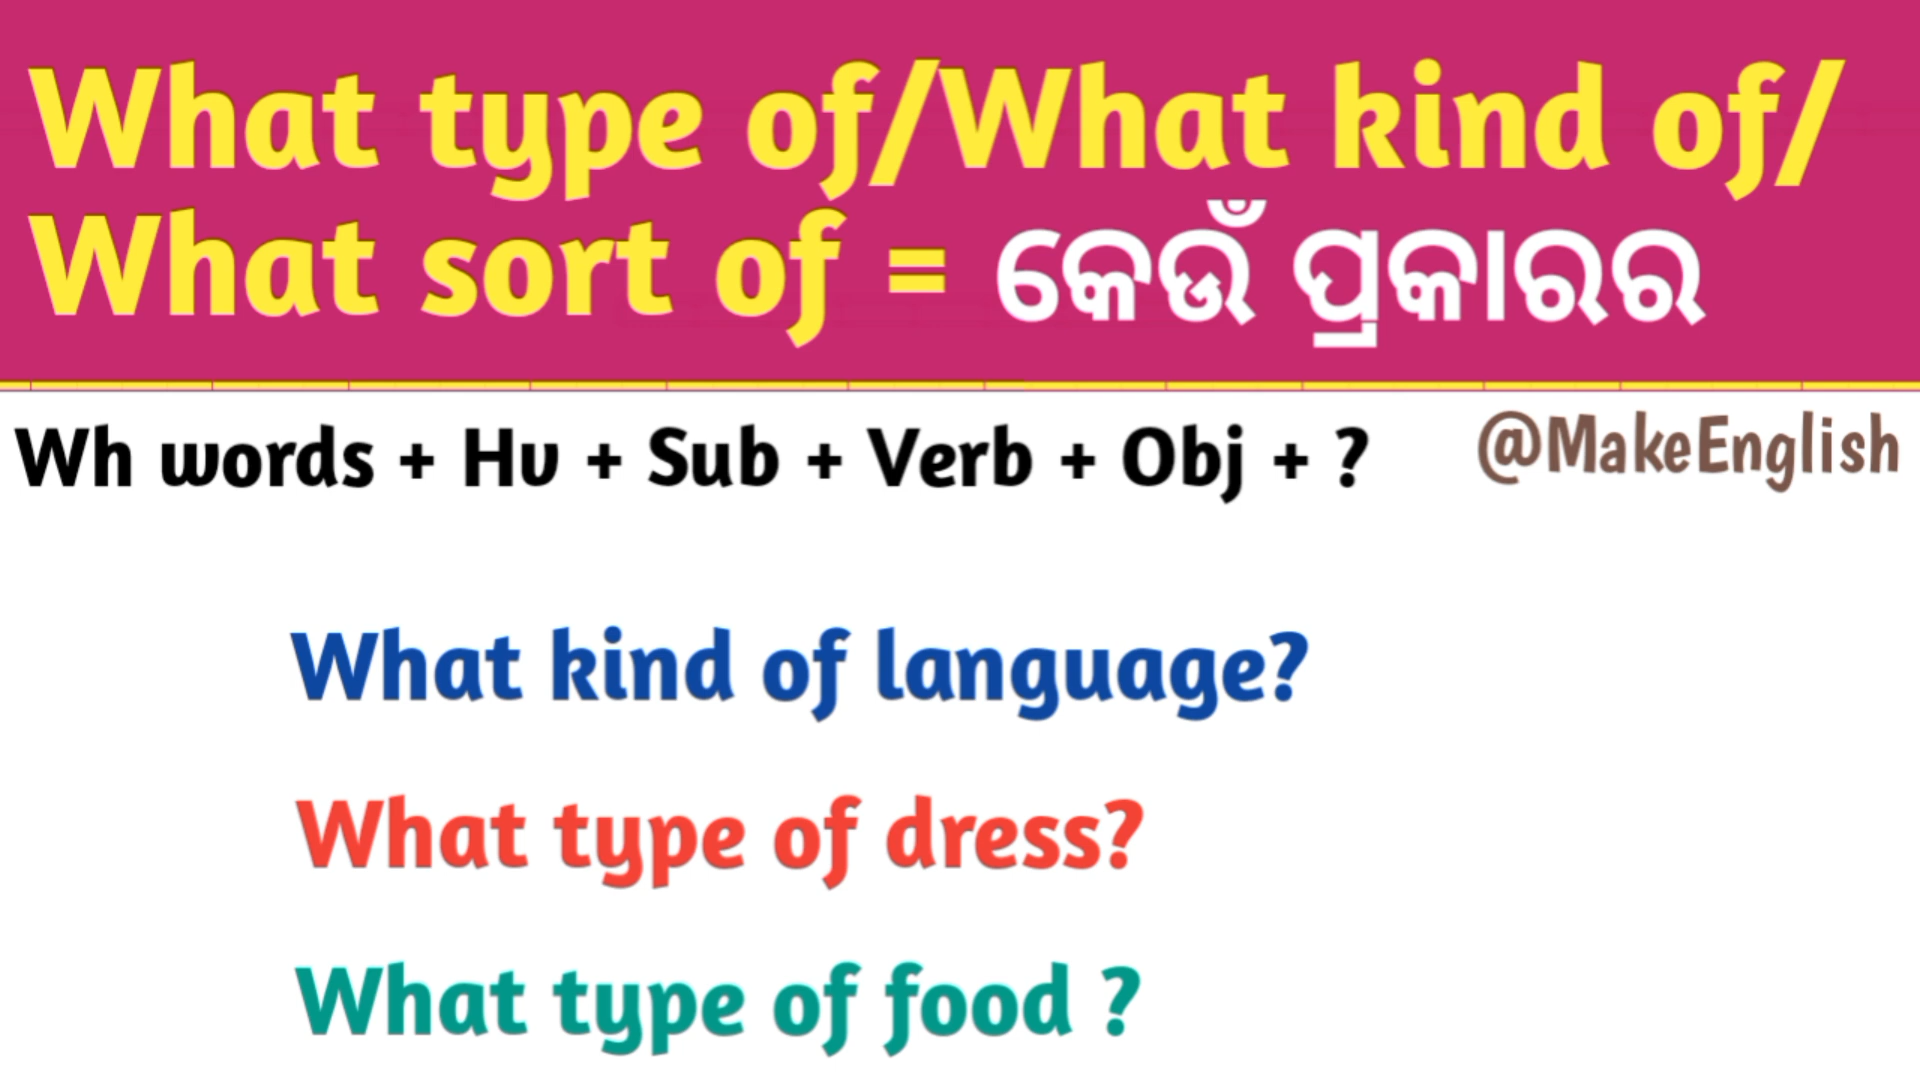 What type of/What kind of/
What sort of = କେଉଁ ପ୍ରକାରର
Wh words + Hv + Sub + Verb + Obj + ?
@MakeEnglish
What kind of language?
What type of dress?
What type of food ?